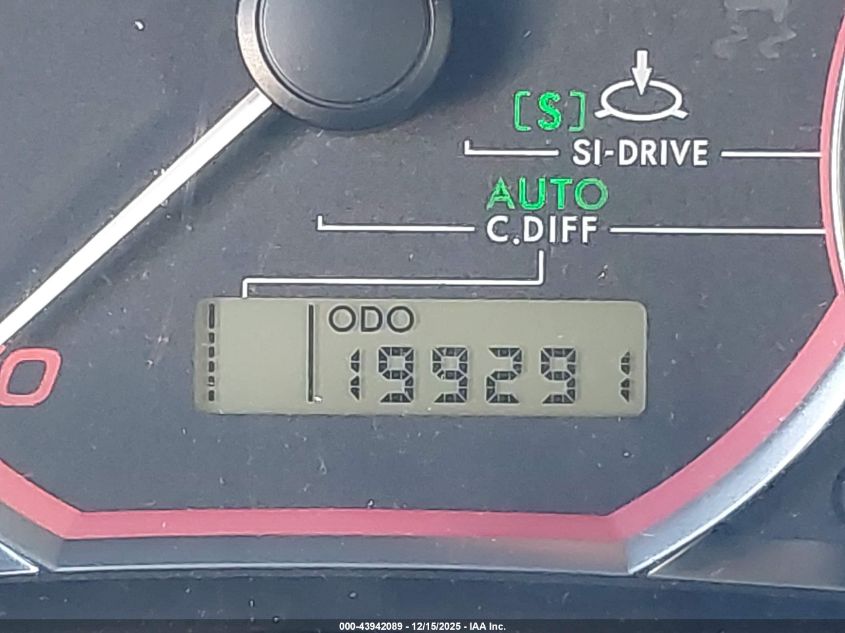 [S]
SI-DRIVE
AUTO
C.DIFF
ODO
199291
000-43942089 - 12/15/2025 - IAA Inc.